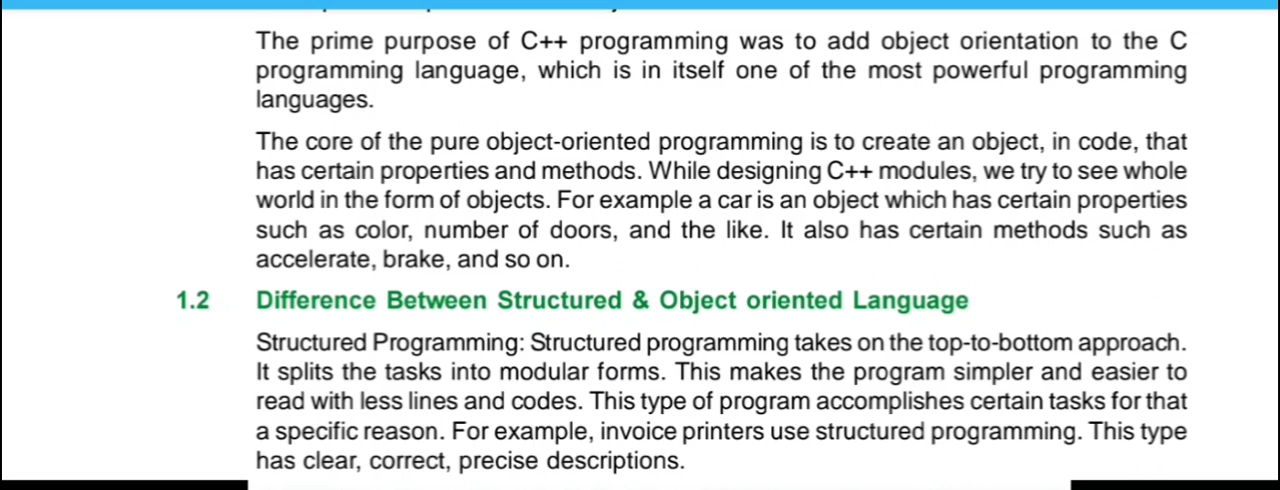 The prime purpose of C++ programming was to add object orientation to the C
programming language, which is in itself one of the most powerful programming
languages.
The core of the pure object-oriented programming is to create an object, in code, that
has certain properties and methods. While designing C++ modules, we try to see whole
world in the form of objects. For example a car is an object which has certain properties
such as color, number of doors, and the like. It also has certain methods such as
accelerate, brake, and so on.
1.2 Difference Between Structured & Object oriented Language
Structured Programming: Structured programming takes on the top-to-bottom approach.
It splits the tasks into modular forms. This makes the program simpler and easier to
read with less lines and codes. This type of program accomplishes certain tasks for that
a specific reason. For example, invoice printers use structured programming. This type
has clear, correct, precise descriptions.